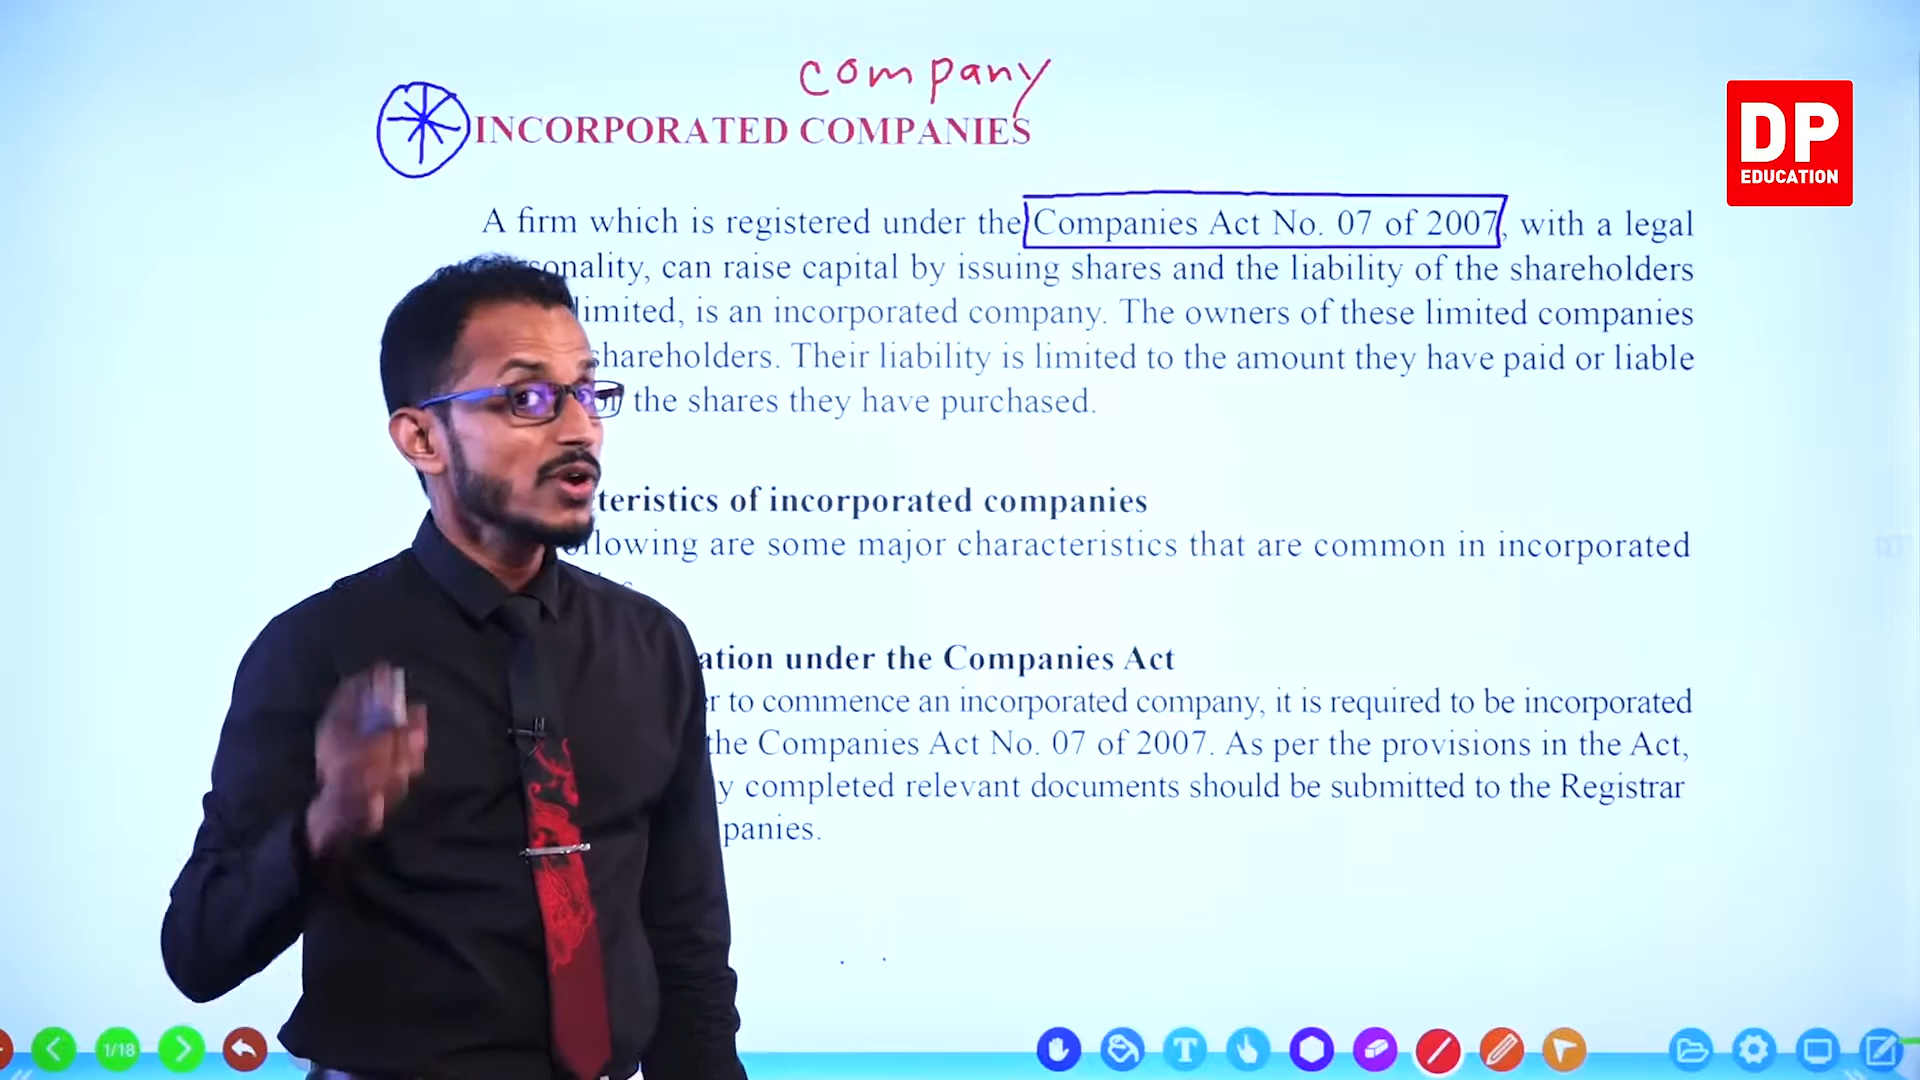 company
INCORPORATED COMPANIES
DP
EDUCATION
A firm which is registered under the Companies Act No. 07 of 2007, with a legal
can raise capital by issuing shares and the liability of the shareholders
limited, is an incorporated company. The owners of these limited companies
shareholders. Their liability is limited to the amount they have paid or liable
the shares they have purchased.
of incorporated companies
are some major characteristics that are common in incorporated
under the Companies Act
to commence an incorporated company, it is required to be incorporated
the Companies Act No. 07 of 2007. As per the provisions in the Act,
completed relevant documents should be submitted to the Registrar
1/18
T